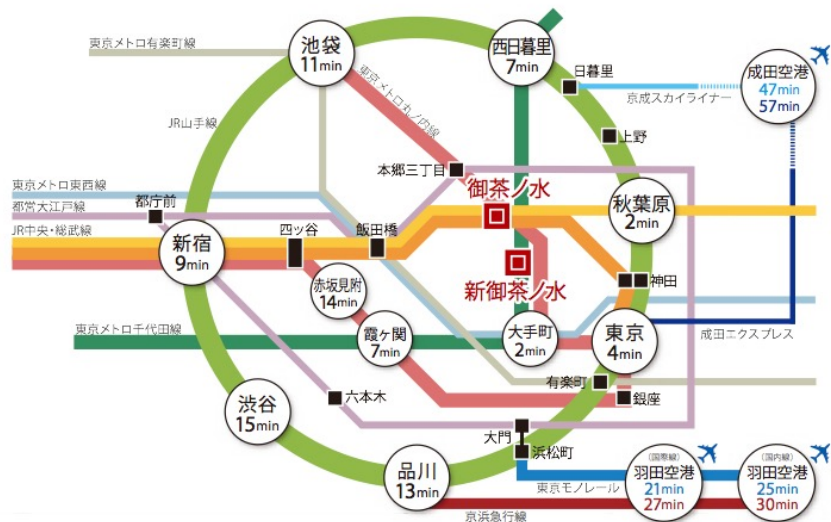 東京メトロ有楽町線
池袋
11min
西日暮里
7min
日暮里
成田空港
47min
57min
京成スカイライナー
JR山手線
東京メトロ丸ノ内線
上野
本郷三丁目
東京メトロ東西線
都庁前
御茶ノ水
秋葉原
2min
都営大江戸線
JR中央・総武線
新宿
9min
四ッ谷
飯田橋
赤坂見附
14min
新御茶ノ水
神田
東京メトロ千代田線
霞ヶ関
7min
大手町
2min
東京
4min
成田エクスプレス
有楽町
銀座
六本木
渋谷
15min
大門
浜松町
品川
13min
(国際線)
羽田空港
21min
27min
(国内線)
羽田空港
25min
30min
東京モノレール
京浜急行線